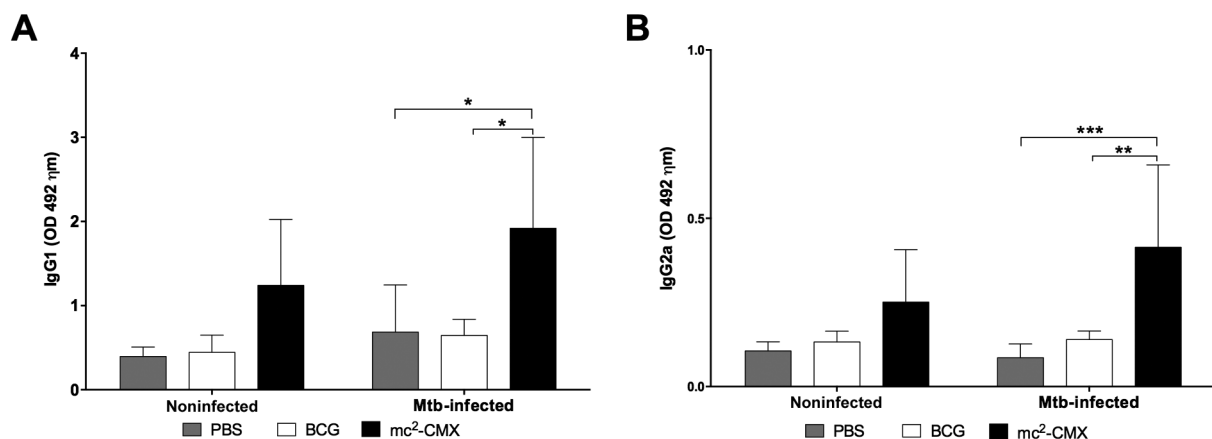 A
IgG1 (OD 492 ηm)
4
3
2
1
0
*
*
Noninfected
Mtb-infected
PBS
BCG
mc²-CMX
B
IgG2a (OD 492 ηm)
1.0
0.5
0.0
***
**
Noninfected
Mtb-infected
PBS
BCG
mc²-CMX